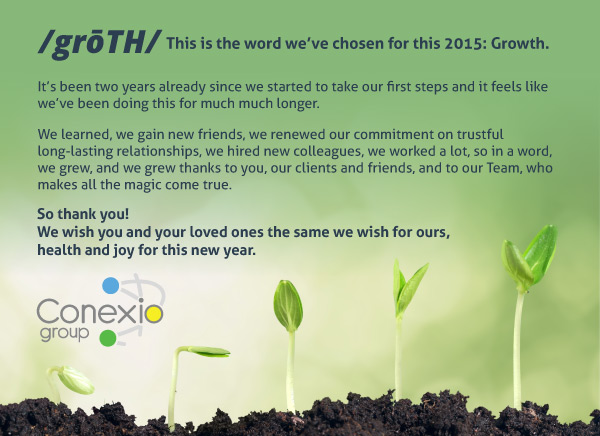 /grōTH/ This is the word we've chosen for this 2015: Growth.
It's been two years already since we started to take our first steps and it feels like
we've been doing this for much much longer.
We learned, we gain new friends, we renewed our commitment on trustful
long-lasting relationships, we hired new colleagues, we worked a lot, so in a word,
we grew, and we grew thanks to you, our clients and friends, and to our Team, who
makes all the magic come true.
So thank you!
We wish you and your loved ones the same we wish for ours,
health and joy for this new year.
Conexio
group